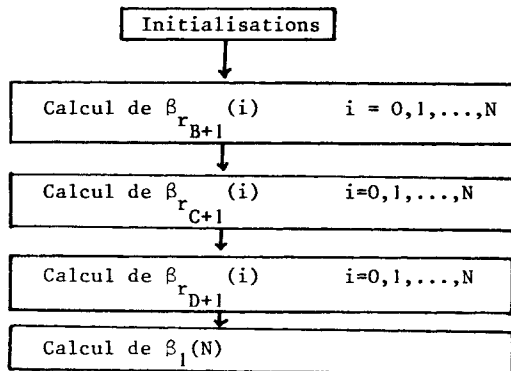 Initialisations
Calcul de β_{r_{B+1}}(i) i = 0,1,...,N
Calcul de β_{r_{C+1}}(i) i=0,1,...,N
Calcul de β_{r_{D+1}}(i) i=0,1,...,N
Calcul de β_1(N)